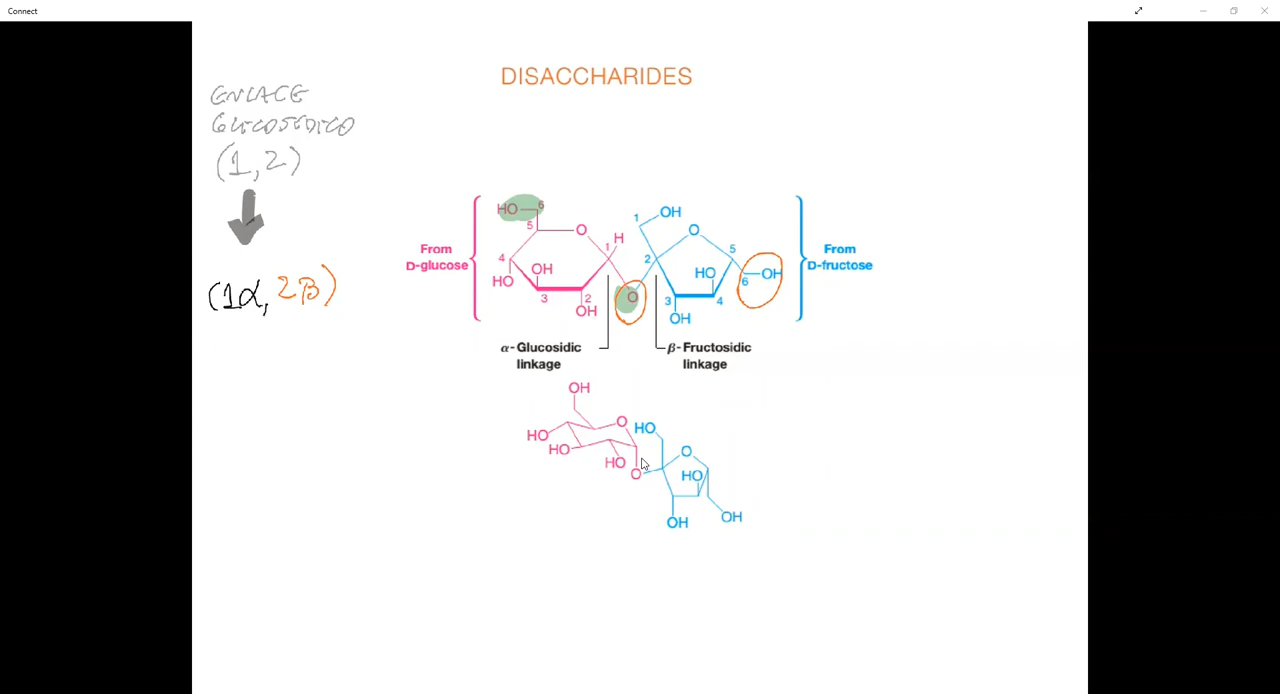 Connect
DISACCHARIDES
ENLACE
GLUCOSIDICO
(1,2)
(1α, 2β)
From
D-glucose
HO 6
5
O
4
HO
OH
3
2
OH
1
H
O
1
OH
O
2
5
HO
6
OH
3
4
OH
From
D-fructose
α-Glucosidic
linkage
β-Fructosidic
linkage
OH
O
HO
HO
HO
O
HO
O
HO
OH
OH